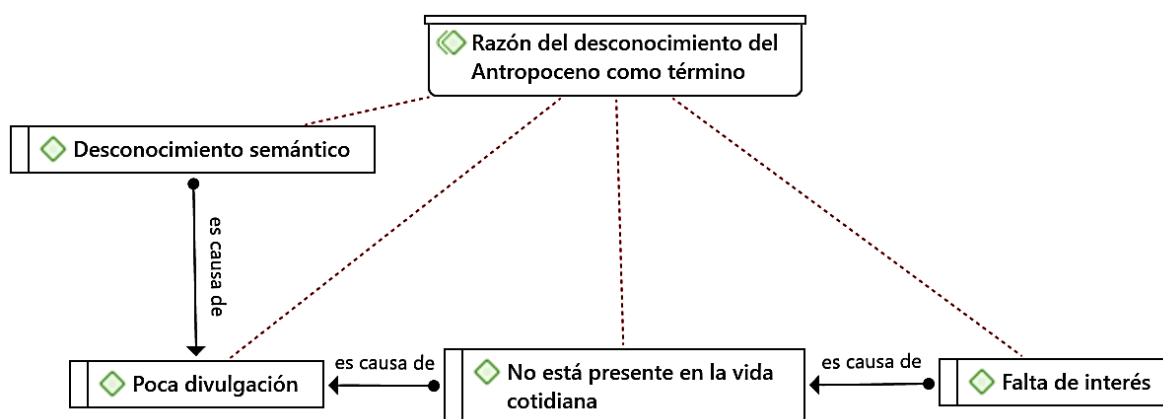 Razón del desconocimiento del
Antropoceno como término
Desconocimiento semántico
es causa de
Poca divulgación
es causa de
No está presente en la vida
cotidiana
es causa de
Falta de interés